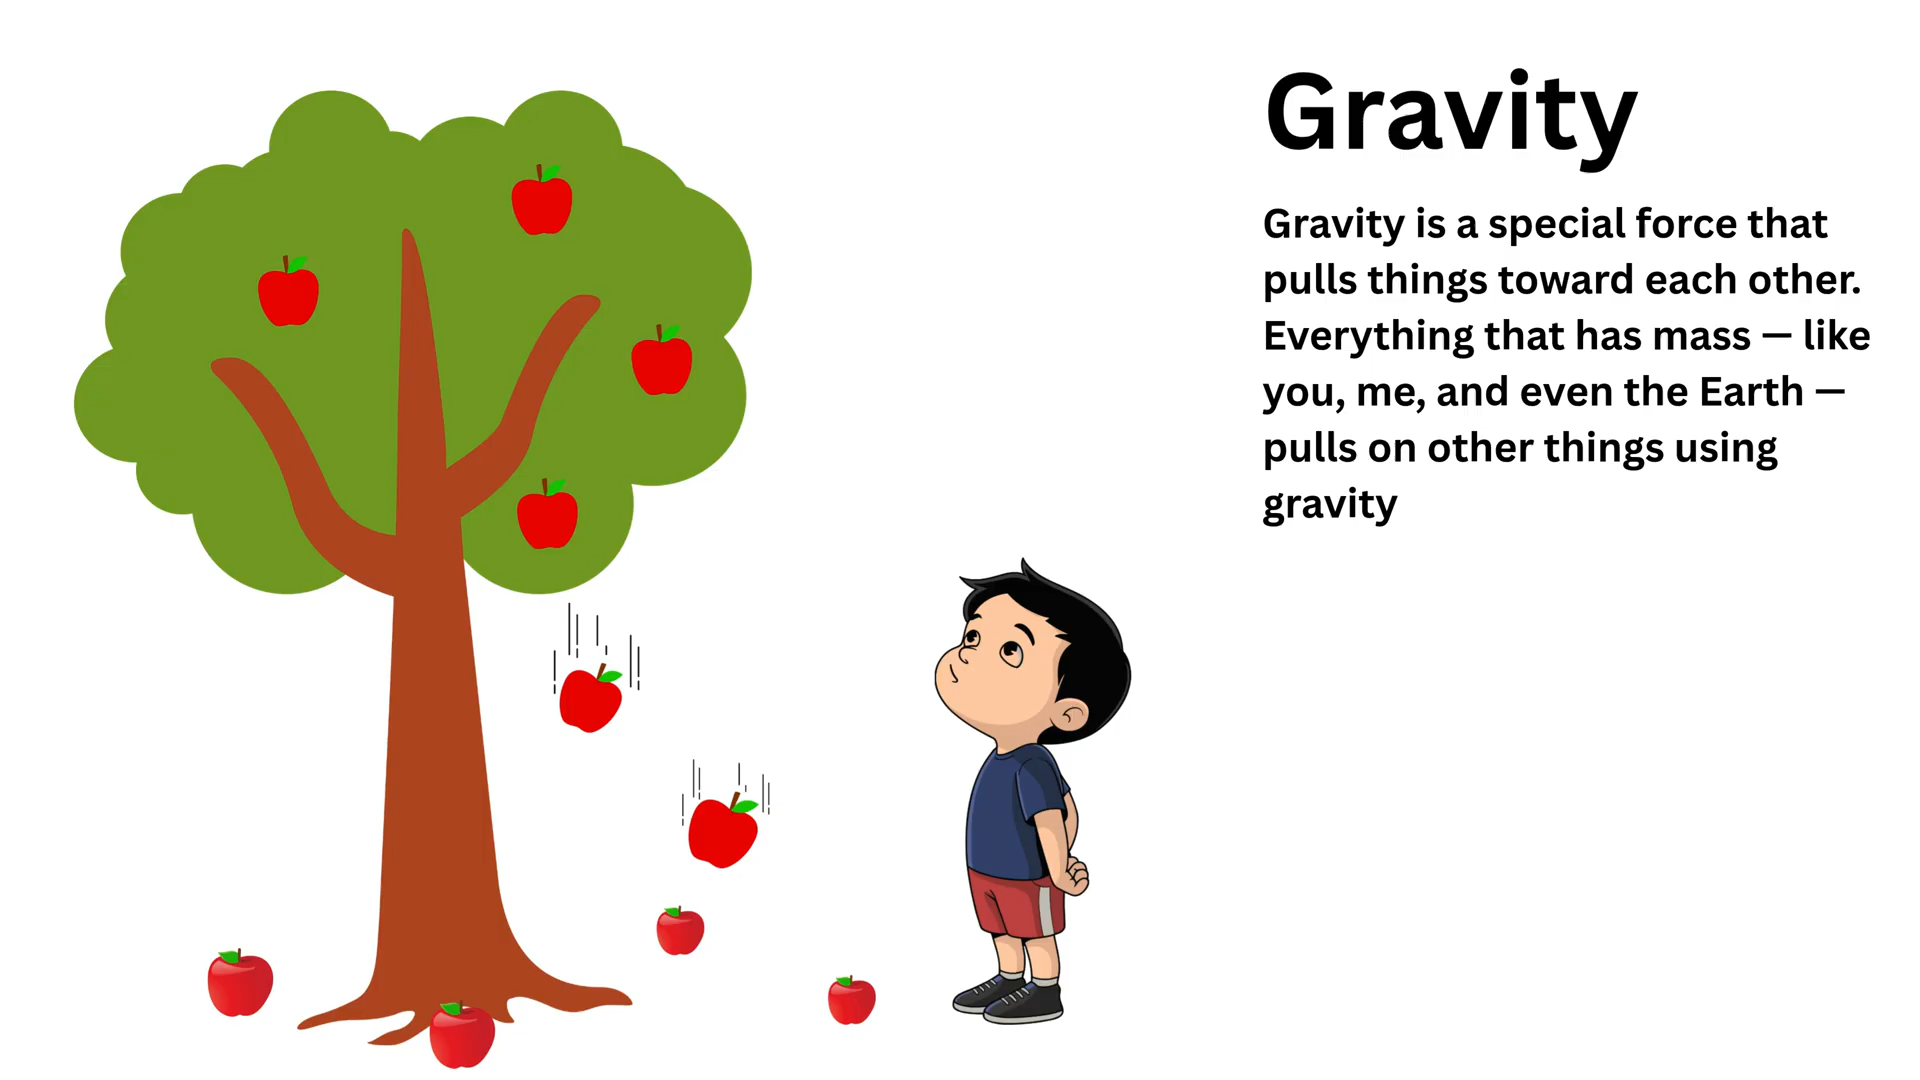 Gravity
Gravity is a special force that
pulls things toward each other.
Everything that has mass — like
you, me, and even the Earth —
pulls on other things using
gravity